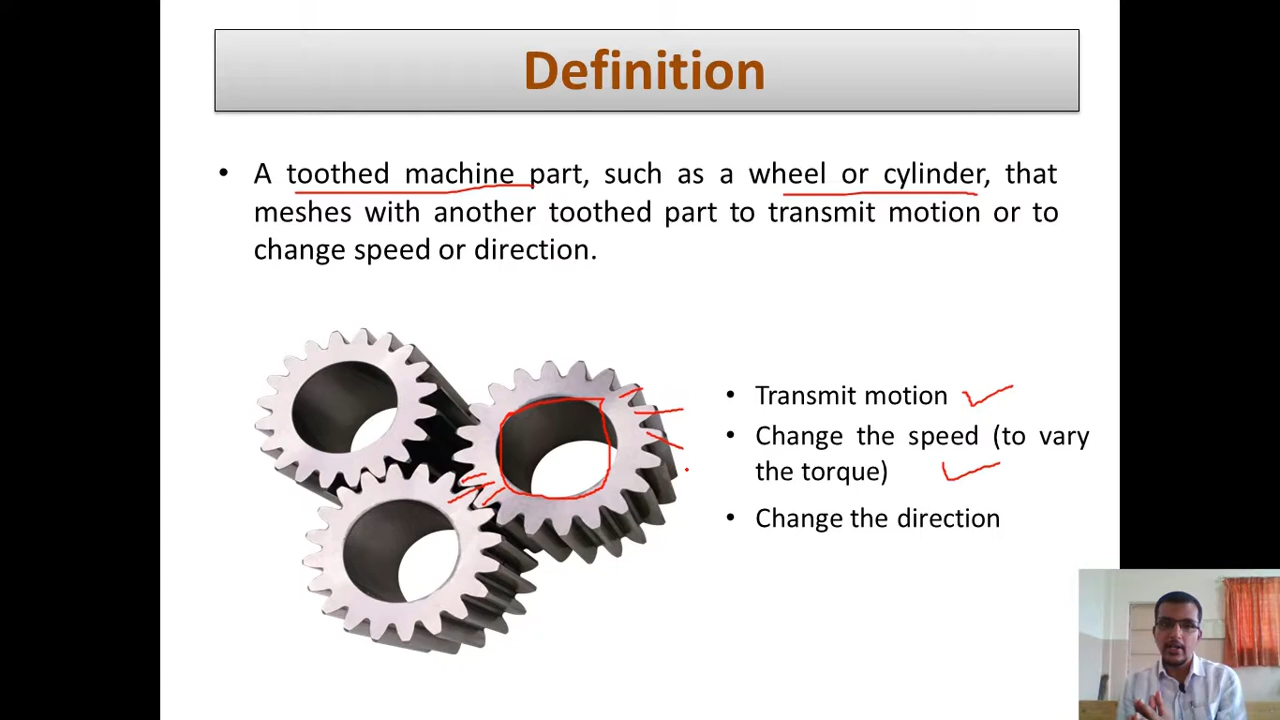 Definition
• A toothed machine part, such as a wheel or cylinder, that
meshes with another toothed part to transmit motion or to
change speed or direction.
• Transmit motion
• Change the speed (to vary
the torque)
• Change the direction